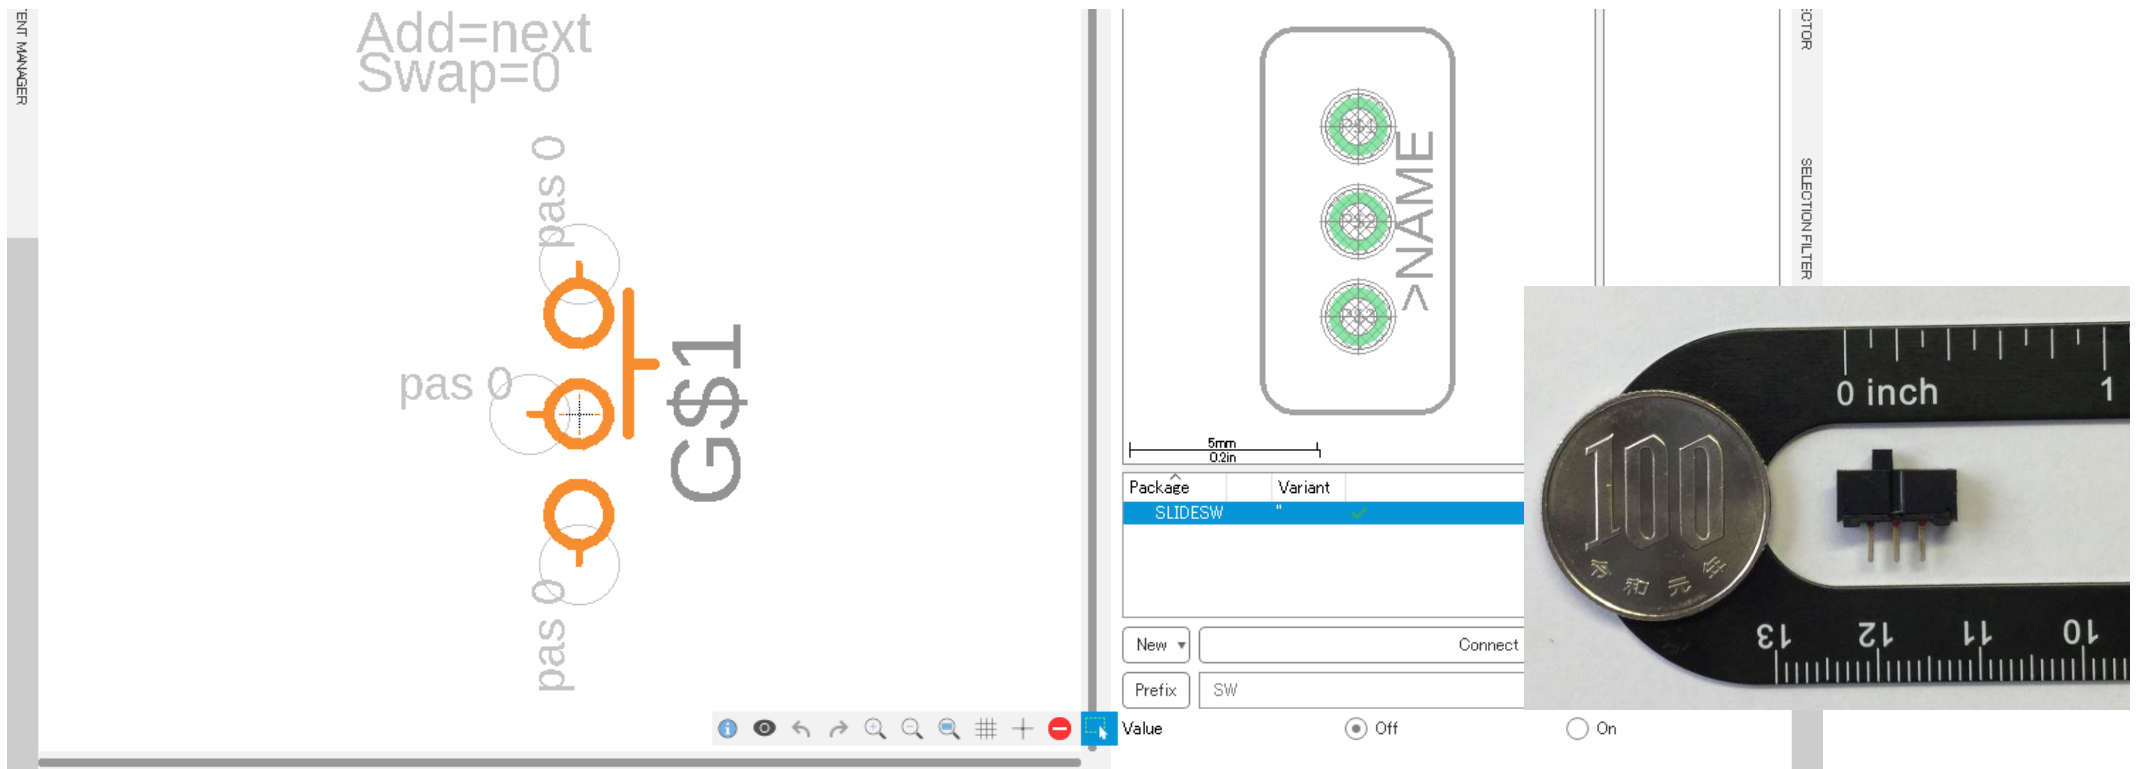 ENT MANAGER
Add=next
Swap=0
pas 0
pas 0
G$1
pas 0
>NAME
5mm
0.2in
Package
Variant
SLIDESW
"
New
Connect
Prefix
SW
Value
Off
On
CTOR
SELECTION FILTER
0 inch
1
100
令和元年
13
12
11
10